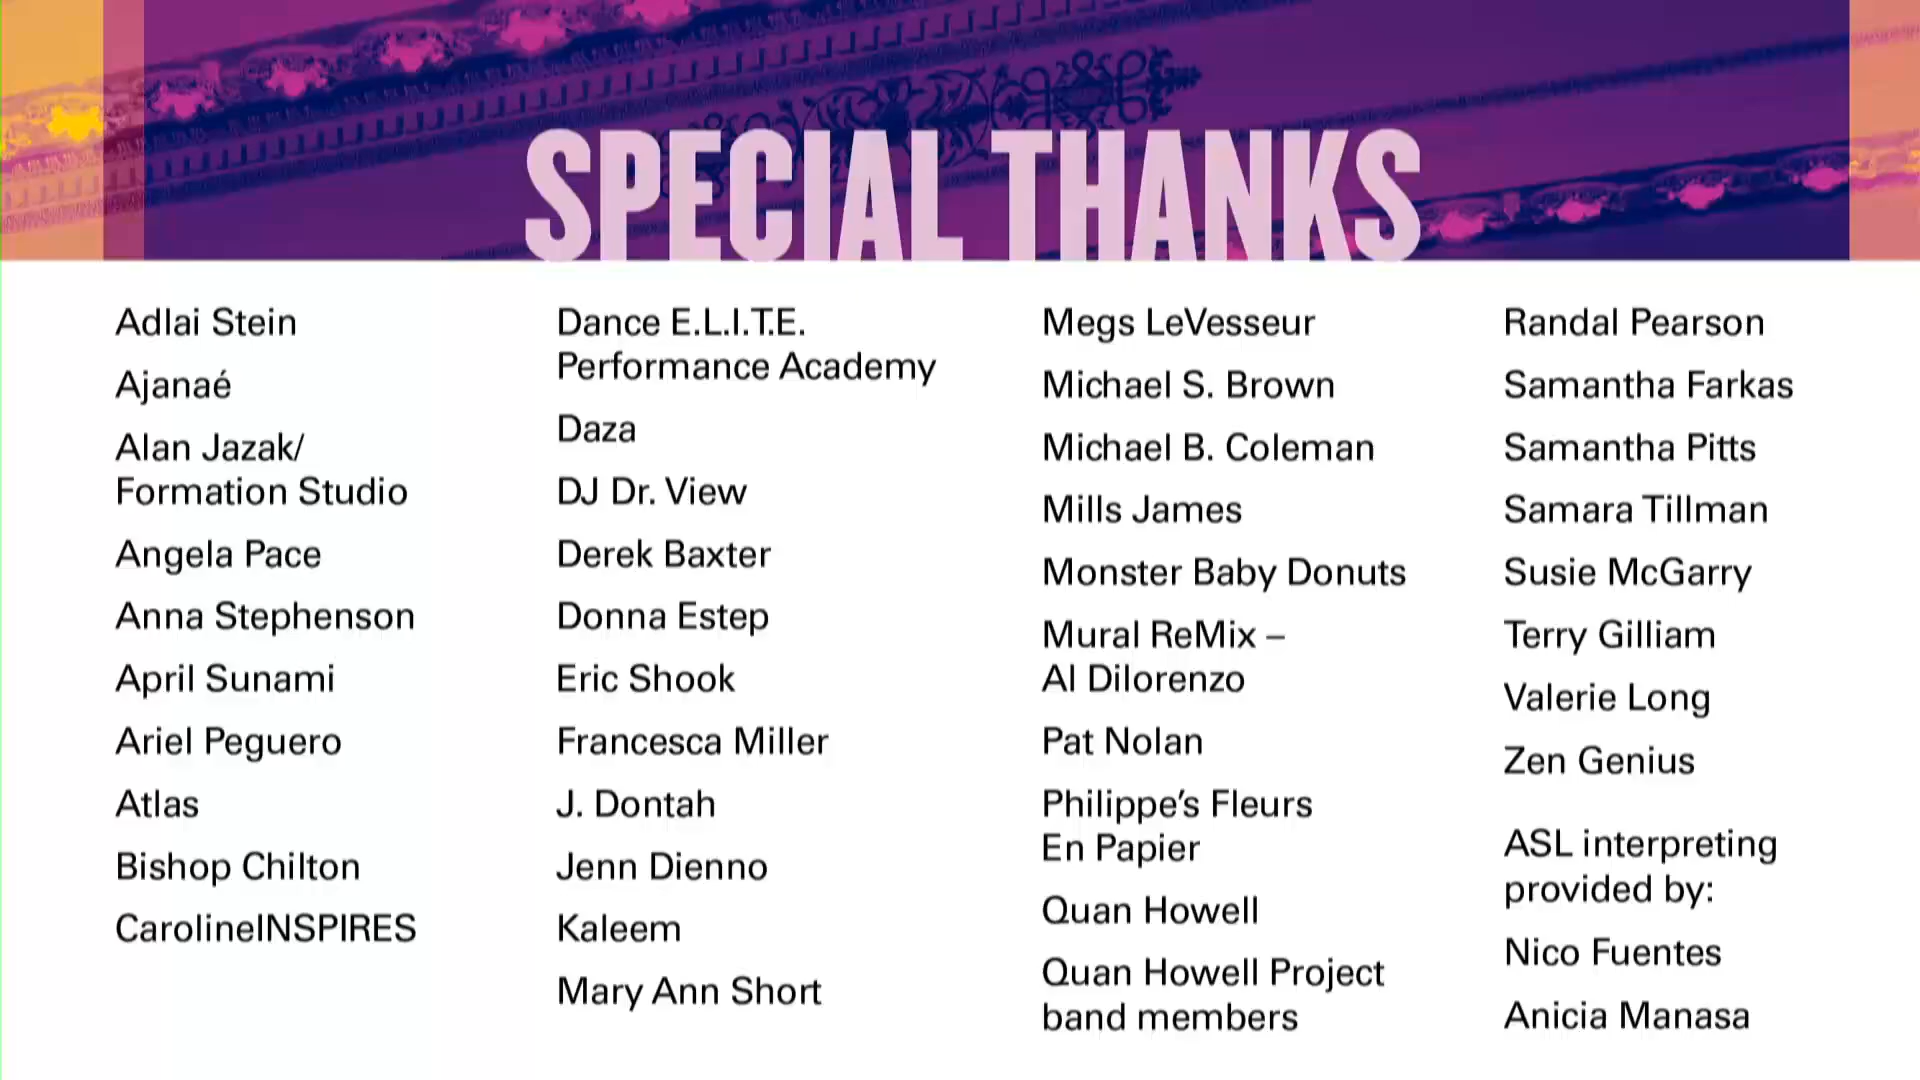 SPECIAL THANKS
Adlai Stein
Ajanaé
Alan Jazak/
Formation Studio
Angela Pace
Anna Stephenson
April Sunami
Ariel Peguero
Atlas
Bishop Chilton
CarolineINSPIRES
Dance E.L.I.T.E.
Performance Academy
Daza
DJ Dr. View
Derek Baxter
Donna Estep
Eric Shook
Francesca Miller
J. Dontah
Jenn Dienno
Kaleem
Mary Ann Short
Megs LeVesseur
Michael S. Brown
Michael B. Coleman
Mills James
Monster Baby Donuts
Mural ReMix –
Al Dilorenzo
Pat Nolan
Philippe’s Fleurs
En Papier
Quan Howell
Quan Howell Project
band members
Randal Pearson
Samantha Farkas
Samantha Pitts
Samara Tillman
Susie McGarry
Terry Gilliam
Valerie Long
Zen Genius
ASL interpreting
provided by:
Nico Fuentes
Anicia Manasa